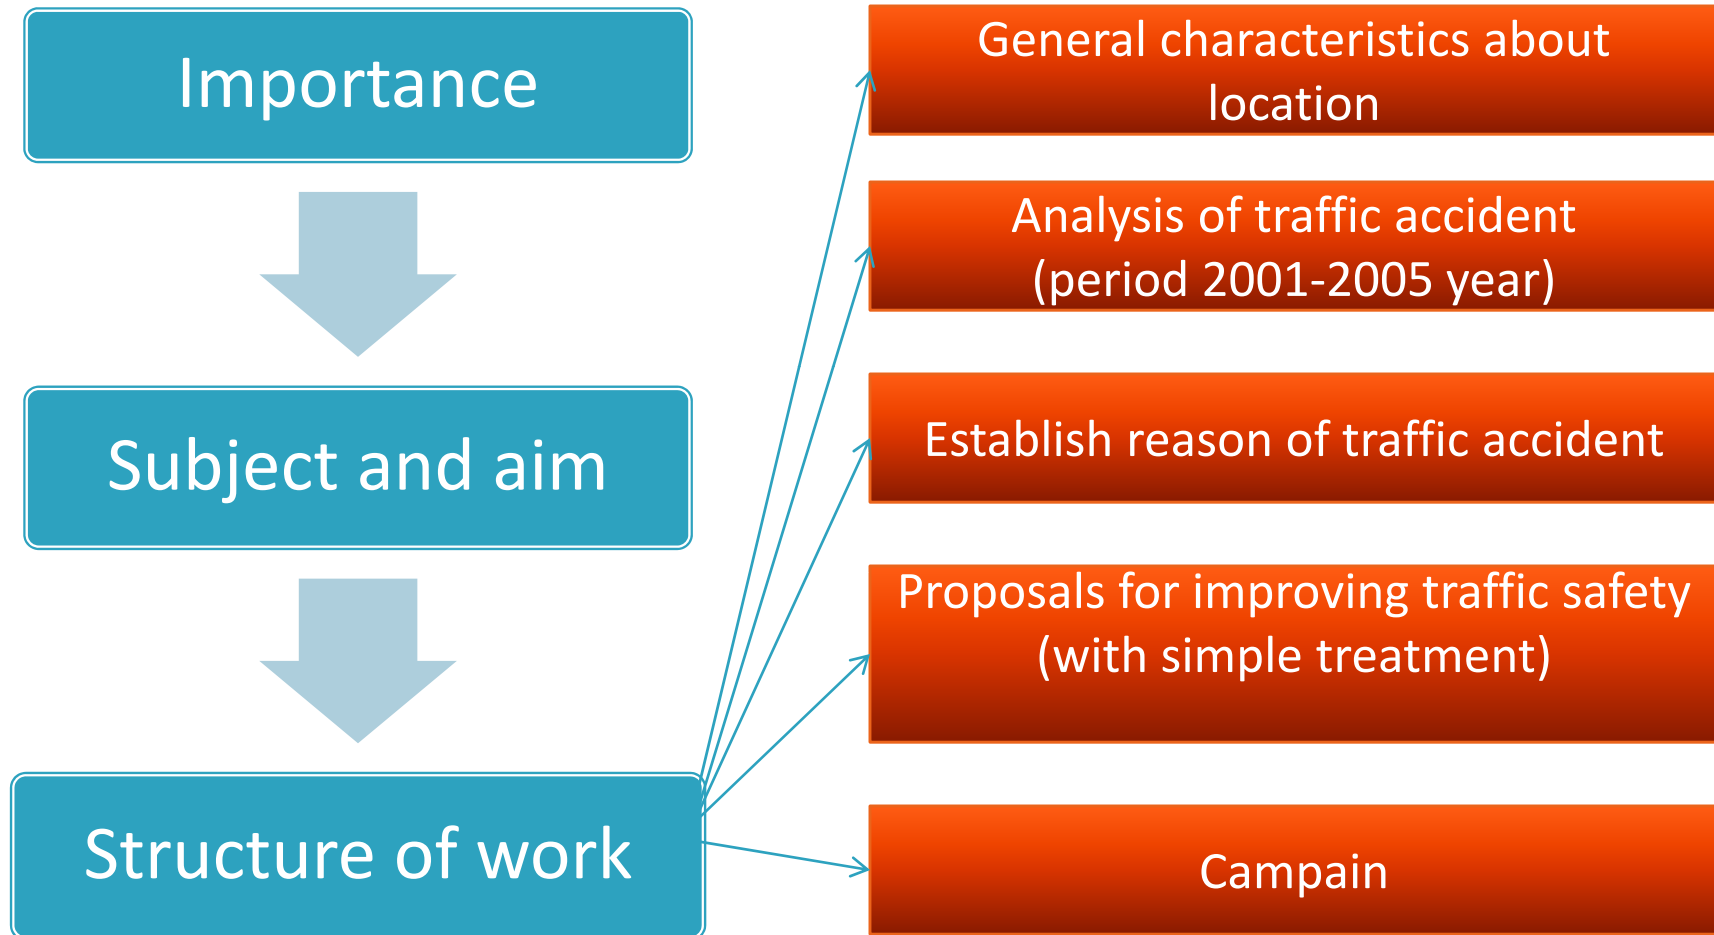 Importance
Subject and aim
Structure of work
General characteristics about
location
Analysis of traffic accident
(period 2001-2005 year)
Establish reason of traffic accident
Proposals for improving traffic safety
(with simple treatment)
Campain